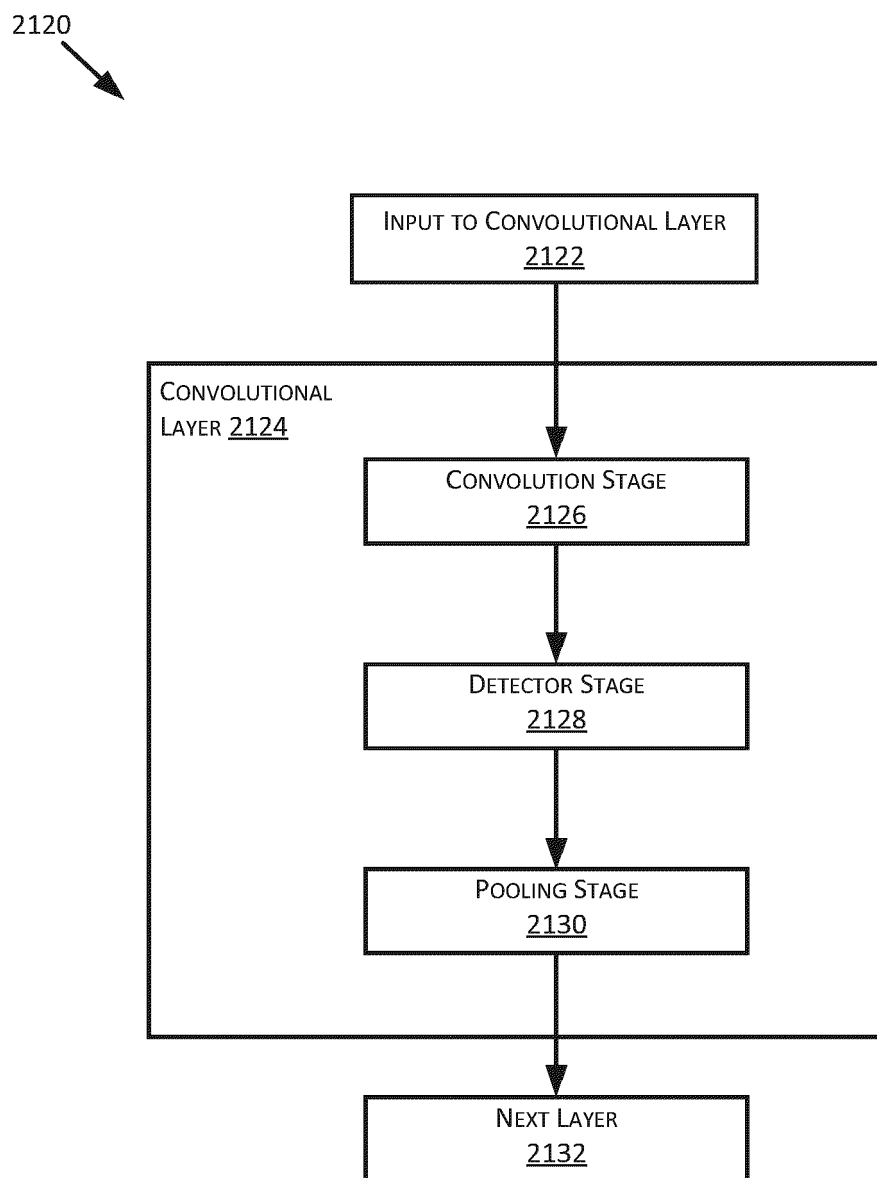 2120
INPUT TO CONVOLUTIONAL LAYER
2122
CONVOLUTIONAL
LAYER 2124
CONVOLUTION STAGE
2126
DETECTOR STAGE
2128
POOLING STAGE
2130
NEXT LAYER
2132